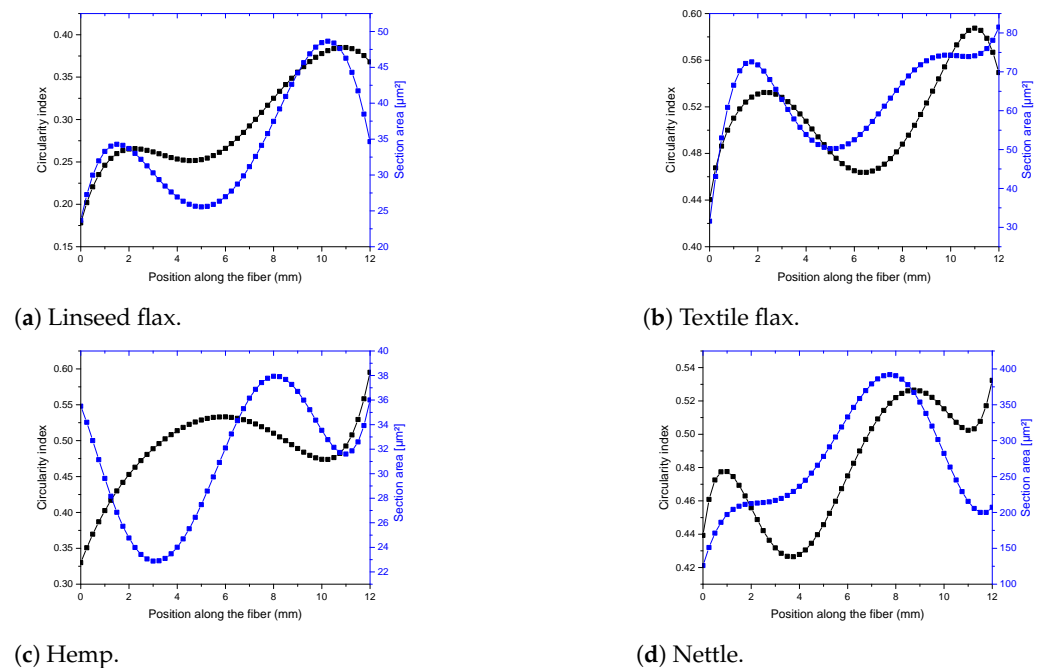 0.40
0.35
0.30
0.25
0.20
0.15
Circularity index
50
45
40
35
30
25
20
Section area [µm²]
0 2 4 6 8 10 12
Position along the fiber (mm)
(a) Linseed flax.
0.60
0.56
0.52
0.48
0.44
0.40
Circularity index
80
70
60
50
40
30
Section area [µm²]
0 2 4 6 8 10 12
Position along the fiber (mm)
(b) Textile flax.
0.60
0.55
0.50
0.45
0.40
0.35
0.30
Circularity index
40
38
36
34
32
30
28
26
24
22
Section area [µm²]
0 2 4 6 8 10 12
Position along the fiber (mm)
(c) Hemp.
0.54
0.52
0.50
0.48
0.46
0.44
0.42
Circularity index
400
350
300
250
200
150
100
Section area [µm²]
0 2 4 6 8 10 12
Position along the fiber (mm)
(d) Nettle.